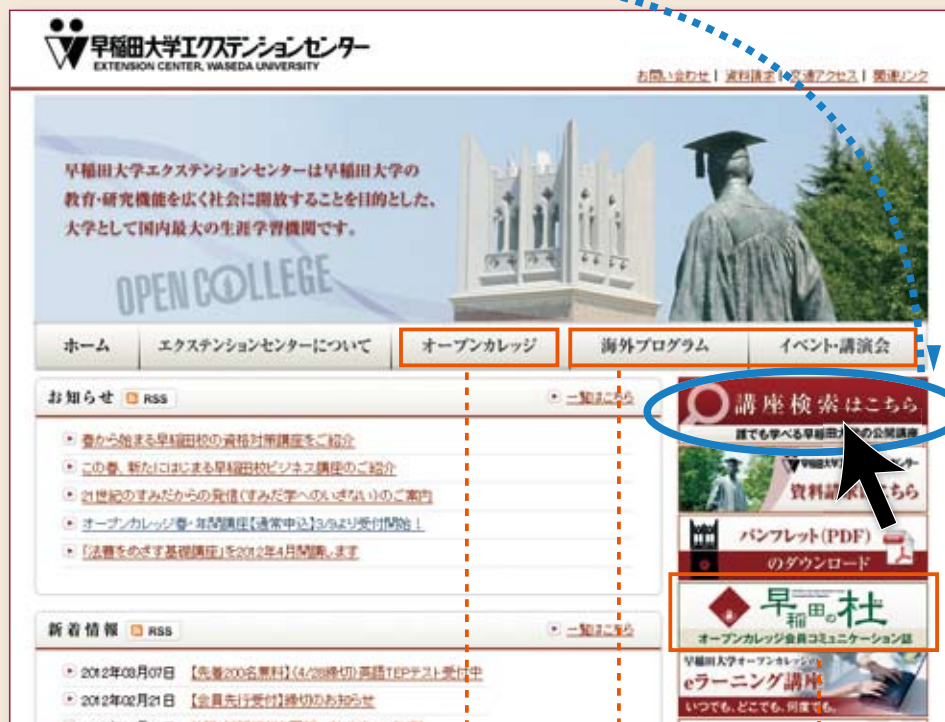 早稲田大学エクステンションセンター
EXTENSION CENTER, WASEDA UNIVERSITY
お問い合わせ | 資料請求 | 交通アクセス | 関連リンク
早稲田大学エクステンションセンターは早稲田大学の
教育・研究機能を広く社会に開放することを目的とした、
大学として国内最大の生涯学習機関です。
OPEN COLLEGE
ホーム
エクステンションセンターについて
オープンカレッジ
海外プログラム
イベント・講演会
お知らせ RSS
一覧はこちら
春から始まる早稲田校の資格対策講座をご紹介
この春、新たにはじまる早稲田校ビジネス講座のご紹介
21世紀のすみだからの発信(すみだ学へのいざない)のご案内
オープンカレッジ春・年間講座【通常申込】3/9より受付開始!
「法曹をめざす基礎講座」を2012年4月開講します
新着情報 RSS
一覧はこちら
2012年03月07日 【先着200名無料】(4/28締切)英語TEPテスト受付中
2012年02月21日 【会員先行受付】締切のお知らせ
講座検索はこちら
誰でも学べる早稲田大学の公開講座
資料請求はこちら
パンフレット(PDF)
のダウンロード
早稲田の杜
オープンカレッジ会員コミュニケーション誌
早稲田大学オープンカレッジの
eラーニング講座
いつでも、どこでも、何度でも。